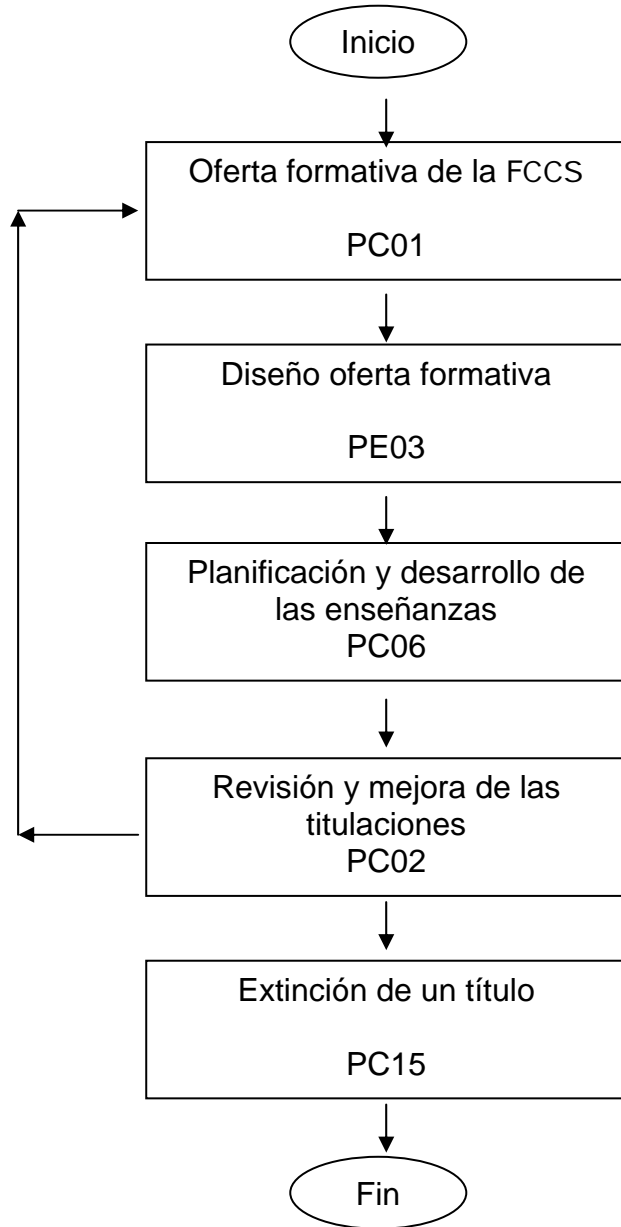 Inicio
Oferta formativa de la FCCS
PC01
Diseño oferta formativa
PE03
Planificación y desarrollo de
las enseñanzas
PC06
Revisión y mejora de las
titulaciones
PC02
Extinción de un título
PC15
Fin